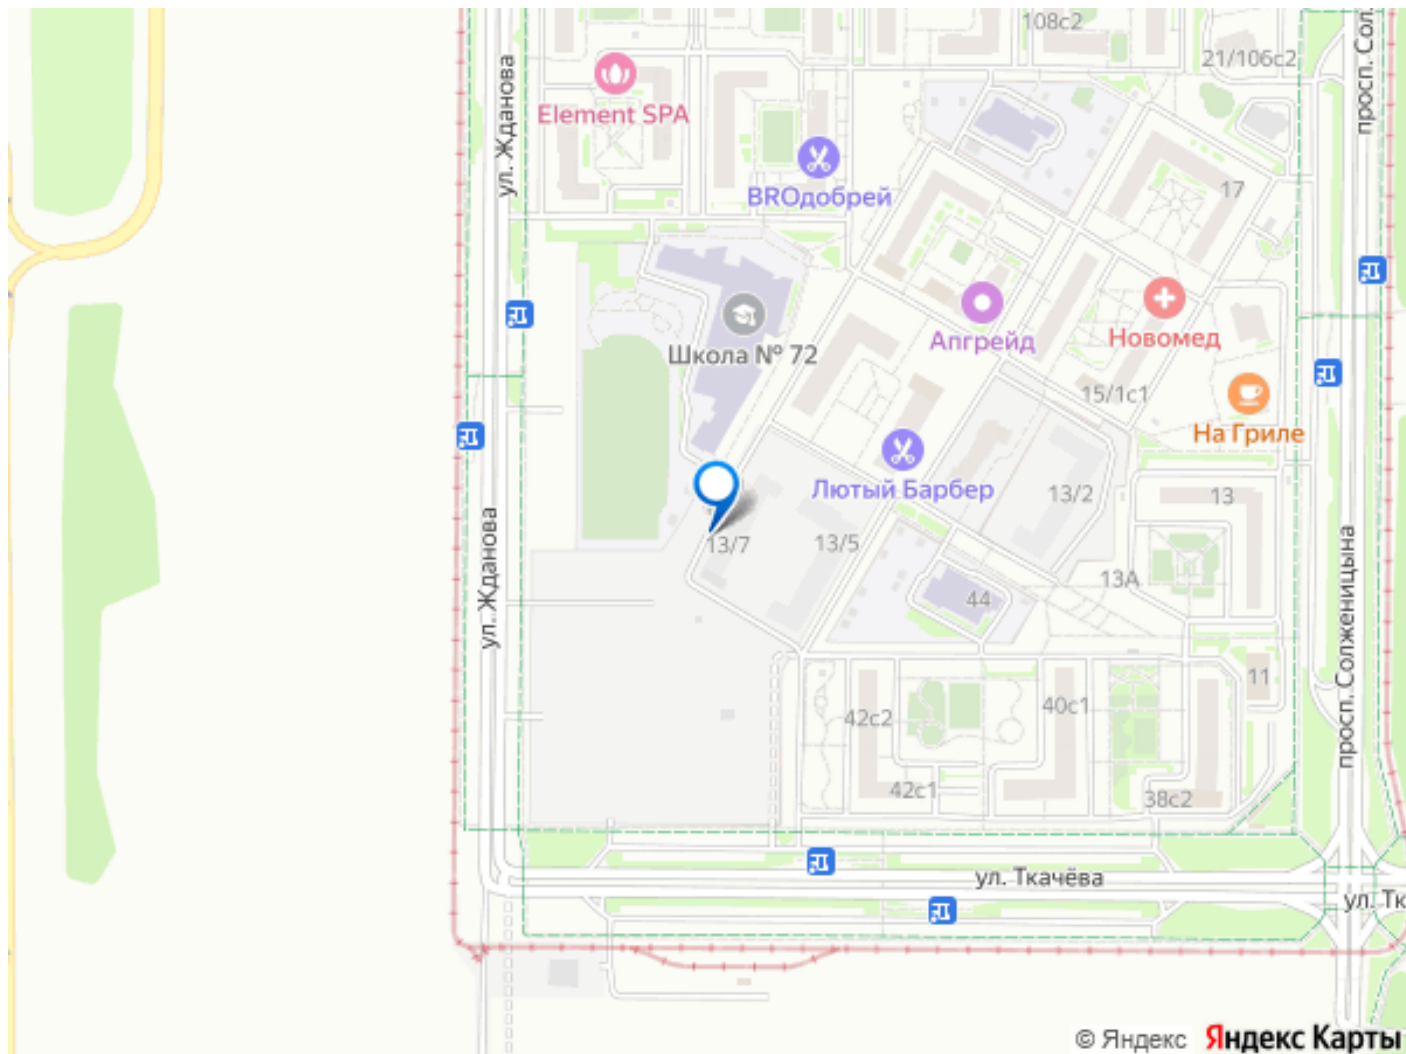 108с2
просп. Сол.
21/106с2
ул. Жданова
Element SPA
BROдобрей
17
Школа № 72
Апгрейд
Новомед
15/1с1
На Гриле
Лютый Барбер
13/2
13
13/7
13/5
ул. Жданова
13А
44
просп. Солженицына
11
42с2
40с1
42с1
38с2
ул. Ткачёва
ул. Тк
© Яндекс Яндекс Карты